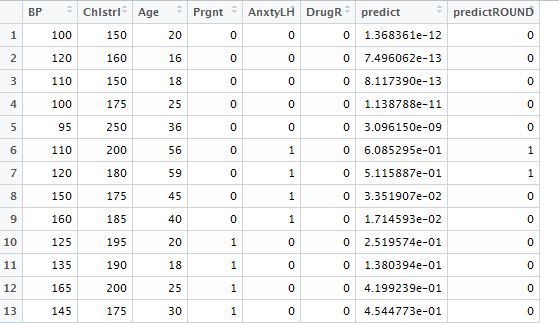 BP Chlstrl Age Prgnt AnxtyLH DrugR predict predictROUND
1 100 150 20 0 0 0 1.368361e-12 0
2 120 160 16 0 0 0 7.496062e-13 0
3 110 150 18 0 0 0 8.117390e-13 0
4 100 175 25 0 0 0 1.138788e-11 0
5 95 250 36 0 0 0 3.096150e-09 0
6 110 200 56 0 1 0 6.085295e-01 1
7 120 180 59 0 1 0 5.115887e-01 1
8 150 175 45 0 1 0 3.351907e-02 0
9 160 185 40 0 1 0 1.714593e-02 0
10 125 195 20 1 0 0 2.519574e-01 0
11 135 190 18 1 0 0 1.380394e-01 0
12 165 200 25 1 0 0 4.199239e-01 0
13 145 175 30 1 0 0 4.544773e-01 0